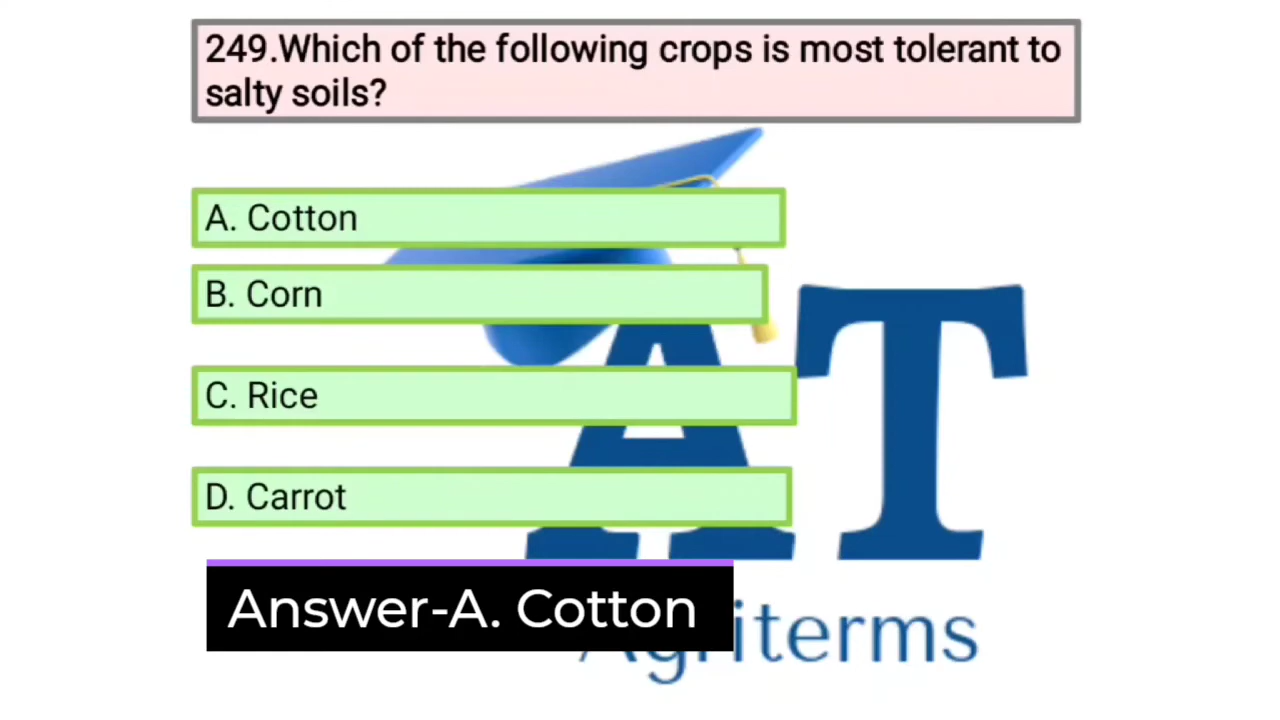 249.Which of the following crops is most tolerant to
salty soils?
A. Cotton
B. Corn
C. Rice
D. Carrot
AT
Answer-A. Cotton
Agriterms